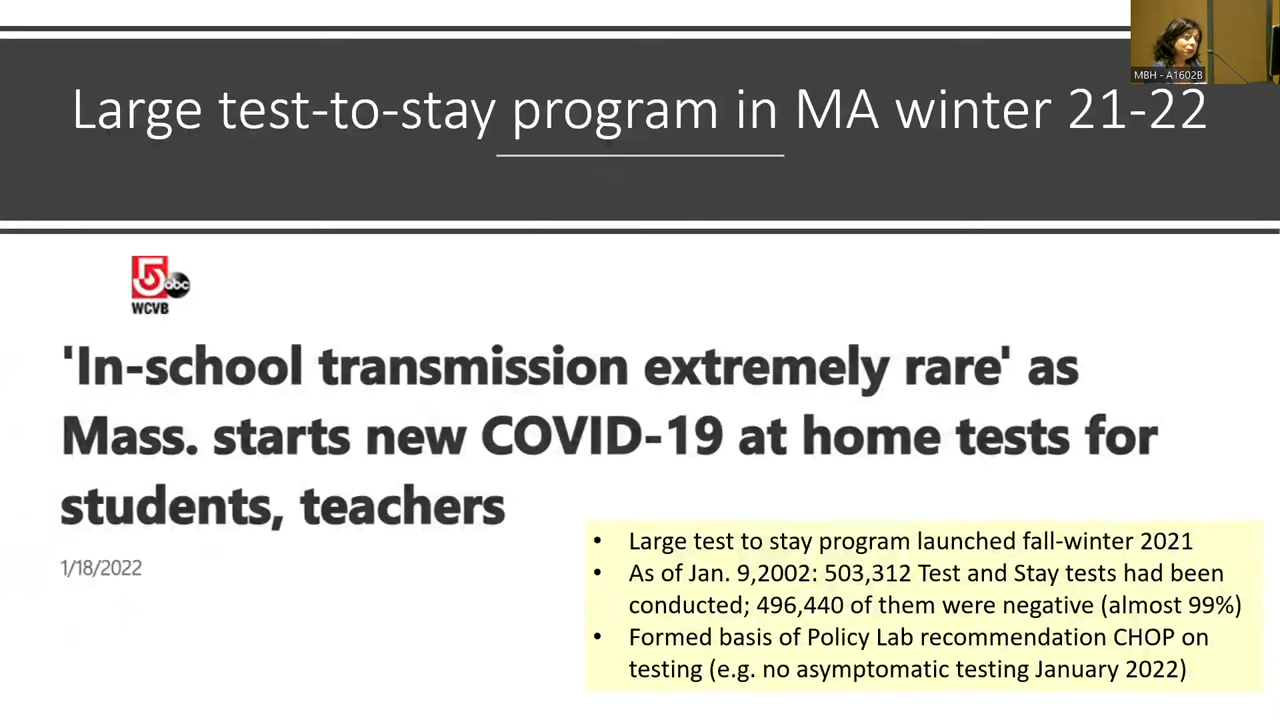 MBH - A1602B
Large test-to-stay program in MA winter 21-22
5
abc
WCVB
'In-school transmission extremely rare' as
Mass. starts new COVID-19 at home tests for
students, teachers
1/18/2022
• Large test to stay program launched fall-winter 2021
• As of Jan. 9,2002: 503,312 Test and Stay tests had been
conducted; 496,440 of them were negative (almost 99%)
• Formed basis of Policy Lab recommendation CHOP on
testing (e.g. no asymptomatic testing January 2022)